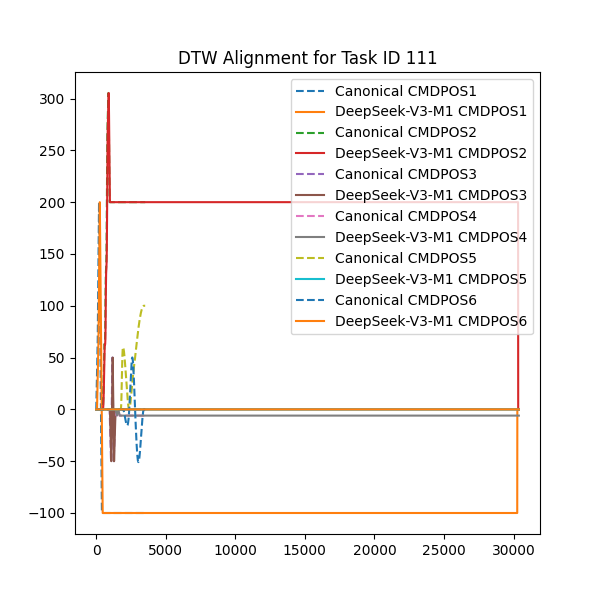 DTW Alignment for Task ID 111
300
250
200
150
100
50
0
−50
−100
Canonical CMDPOS1
DeepSeek-V3-M1 CMDPOS1
Canonical CMDPOS2
DeepSeek-V3-M1 CMDPOS2
Canonical CMDPOS3
DeepSeek-V3-M1 CMDPOS3
Canonical CMDPOS4
DeepSeek-V3-M1 CMDPOS4
Canonical CMDPOS5
DeepSeek-V3-M1 CMDPOS5
Canonical CMDPOS6
DeepSeek-V3-M1 CMDPOS6
0 5000 10000 15000 20000 25000 30000